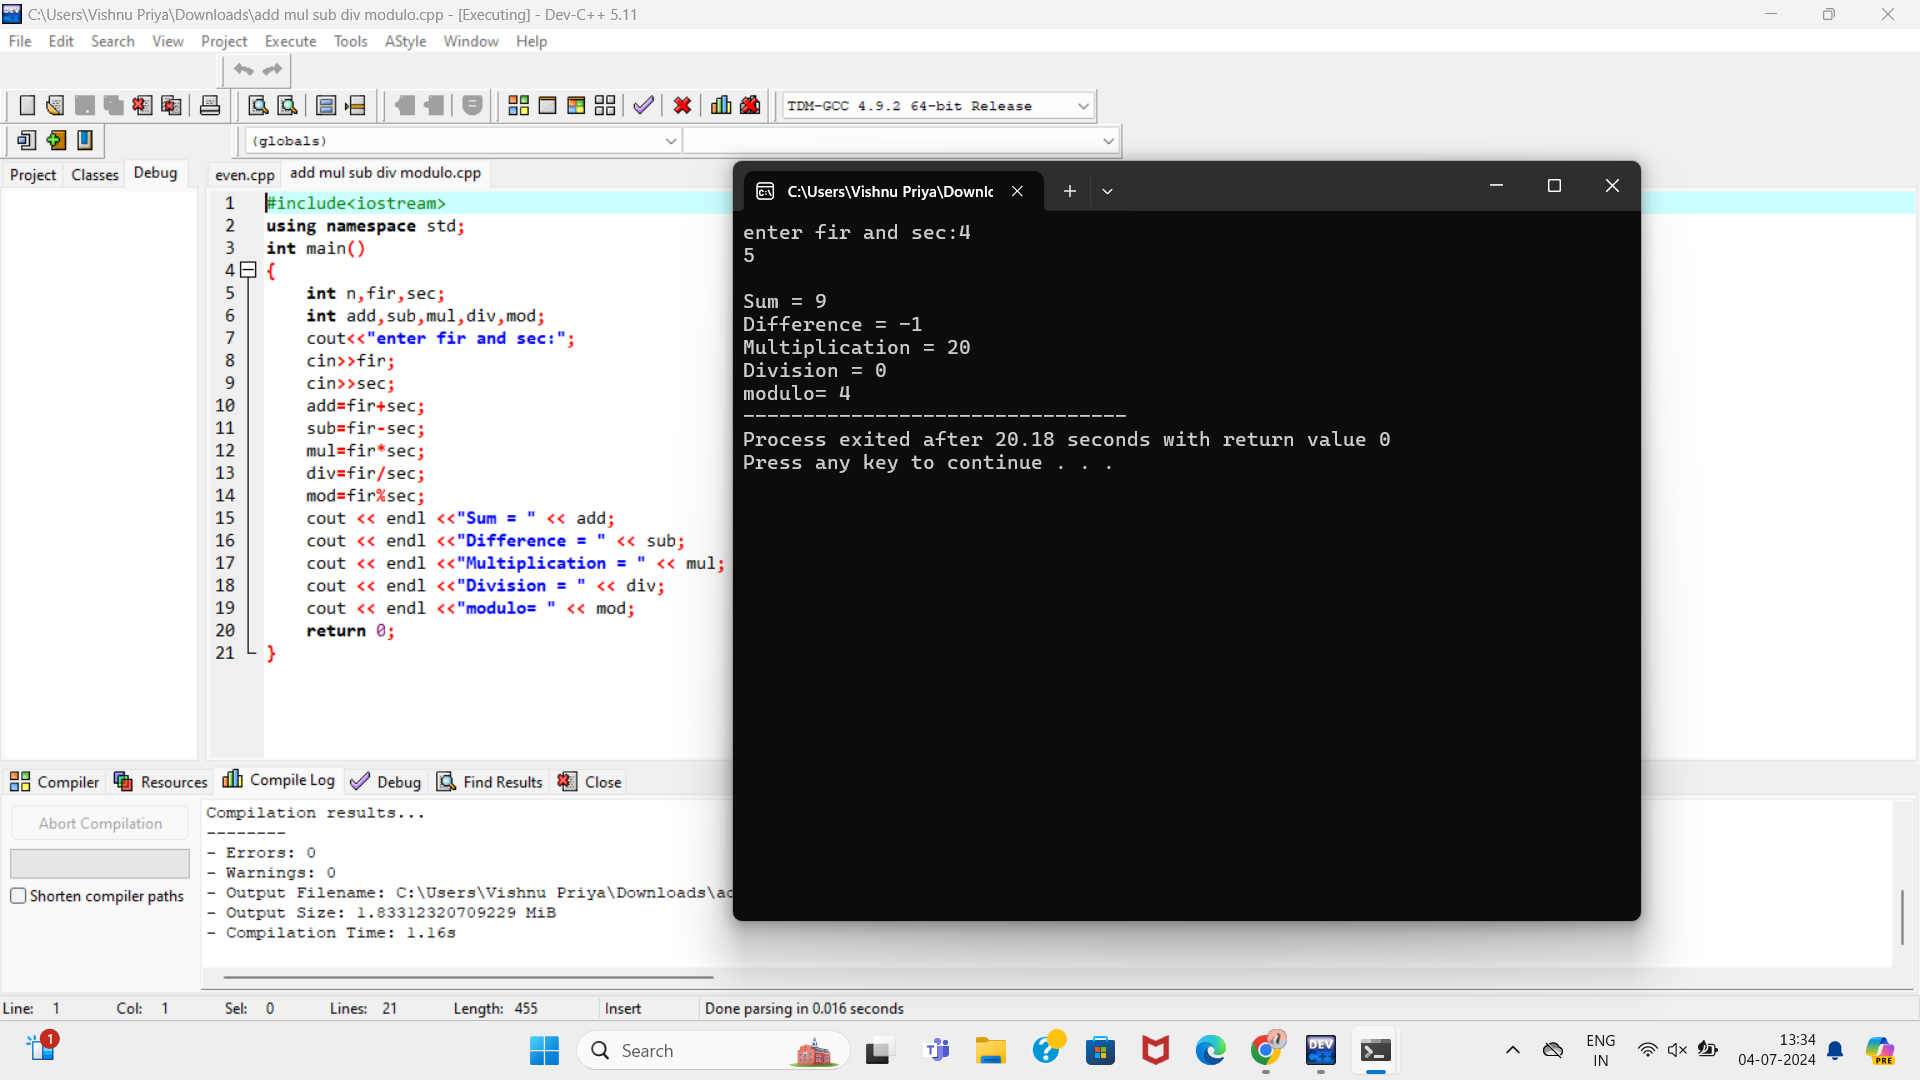 C:\Users\Vishnu Priya\Downloads\add mul sub div modulo.cpp - [Executing] - Dev-C++ 5.11
File Edit Search View Project Execute Tools AStyle Window Help
TDM-GCC 4.9.2 64-bit Release
(globals)
Project Classes Debug
even.cpp add mul sub div modulo.cpp
1 #include<iostream>
2 using namespace std;
3 int main()
4 {
5 int n,fir,sec;
6 int add,sub,mul,div,mod;
7 cout<<"enter fir and sec:";
8 cin>>fir;
9 cin>>sec;
10 add=fir+sec;
11 sub=fir-sec;
12 mul=fir*sec;
13 div=fir/sec;
14 mod=fir%sec;
15 cout << endl <<"Sum = " << add;
16 cout << endl <<"Difference = " << sub;
17 cout << endl <<"Multiplication = " << mul;
18 cout << endl <<"Division = " << div;
19 cout << endl <<"modulo= " << mod;
20 return 0;
21 }
C:\Users\Vishnu Priya\Downlc
enter fir and sec:4
5
Sum = 9
Difference = -1
Multiplication = 20
Division = 0
modulo= 4
--------------------------------
Process exited after 20.18 seconds with return value 0
Press any key to continue . . .
Compiler Resources Compile Log Debug Find Results Close
Abort Compilation
Shorten compiler paths
Compilation results...
--------
- Errors: 0
- Warnings: 0
- Output Filename: C:\Users\Vishnu Priya\Downloads\ad
- Output Size: 1.83312320709229 MiB
- Compilation Time: 1.16s
Line: 1 Col: 1 Sel: 0 Lines: 21 Length: 455 Insert Done parsing in 0.016 seconds
1
Search
DEV
PRE
ENG
IN
13:34
04-07-2024